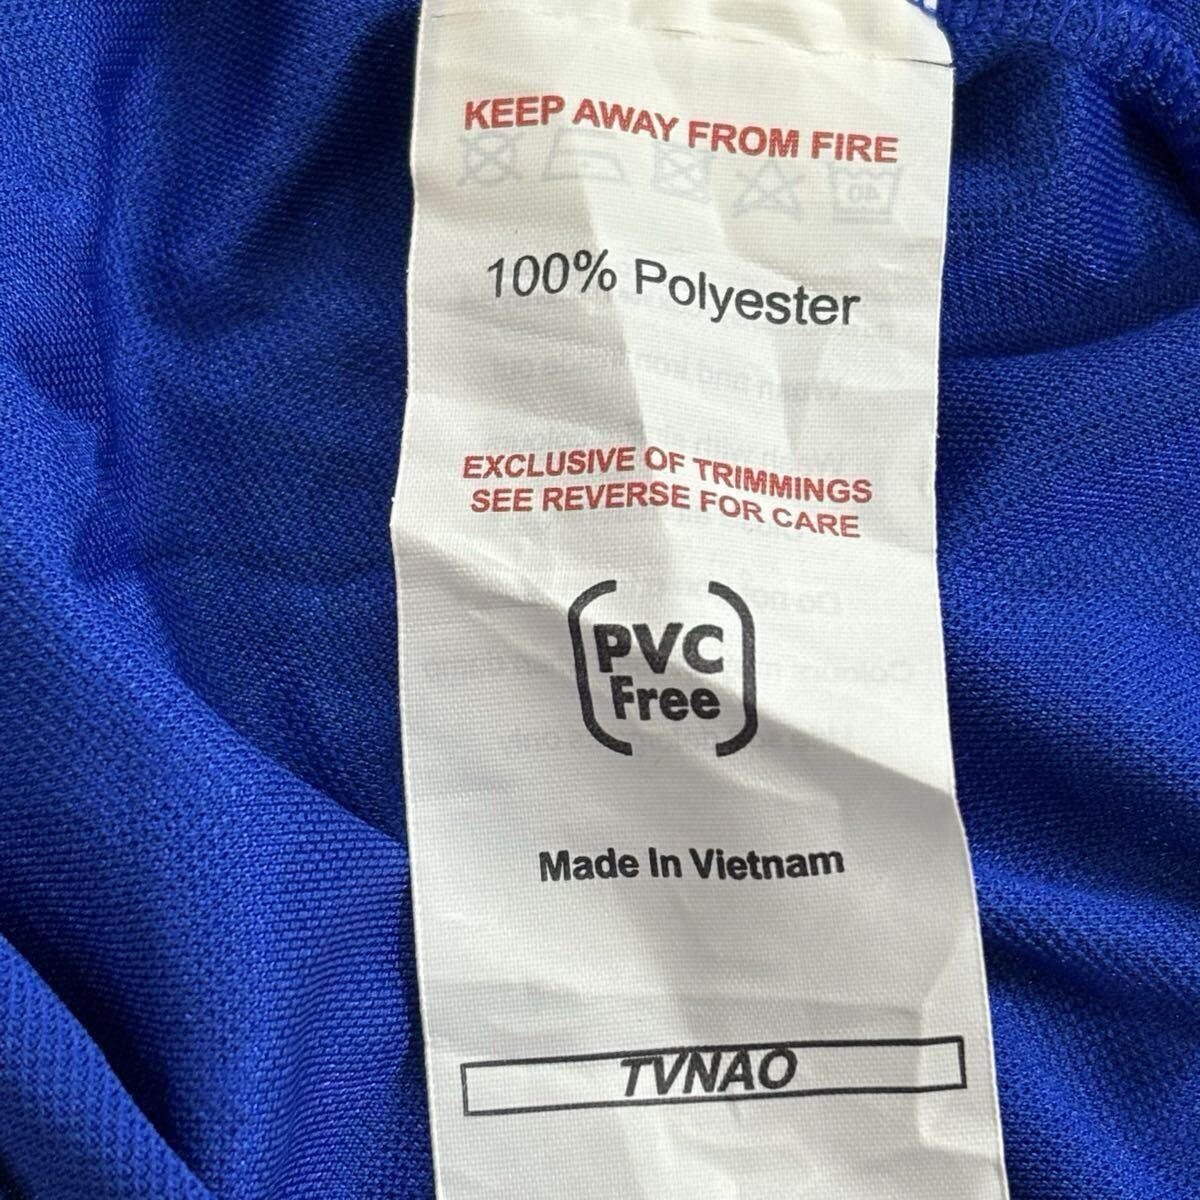 KEEP AWAY FROM FIRE
100% Polyester
EXCLUSIVE OF TRIMMINGS
SEE REVERSE FOR CARE
PVC
Free
Made In Vietnam
TVNAO